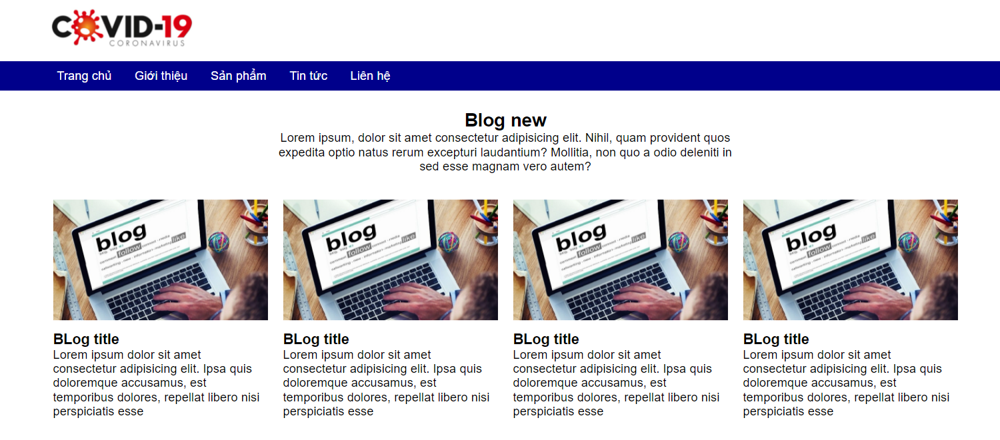 COVID-19
CORONAVIRUS
Trang chủ Giới thiệu Sản phẩm Tin tức Liên hệ
Blog new
Lorem ipsum, dolor sit amet consectetur adipisicing elit. Nihil, quam provident quos
expedita optio natus rerum excepturi laudantium? Mollitia, non quo a odio deleniti in
sed esse magnam vero autem?
blog
follow
like
BLog title
Lorem ipsum dolor sit amet
consectetur adipisicing elit. Ipsa quis
doloremque accusamus, est
temporibus dolores, repellat libero nisi
perspiciatis esse
blog
follow
like
BLog title
Lorem ipsum dolor sit amet
consectetur adipisicing elit. Ipsa quis
doloremque accusamus, est
temporibus dolores, repellat libero nisi
perspiciatis esse
blog
follow
like
BLog title
Lorem ipsum dolor sit amet
consectetur adipisicing elit. Ipsa quis
doloremque accusamus, est
temporibus dolores, repellat libero nisi
perspiciatis esse
blog
follow
like
BLog title
Lorem ipsum dolor sit amet
consectetur adipisicing elit. Ipsa quis
doloremque accusamus, est
temporibus dolores, repellat libero nisi
perspiciatis esse